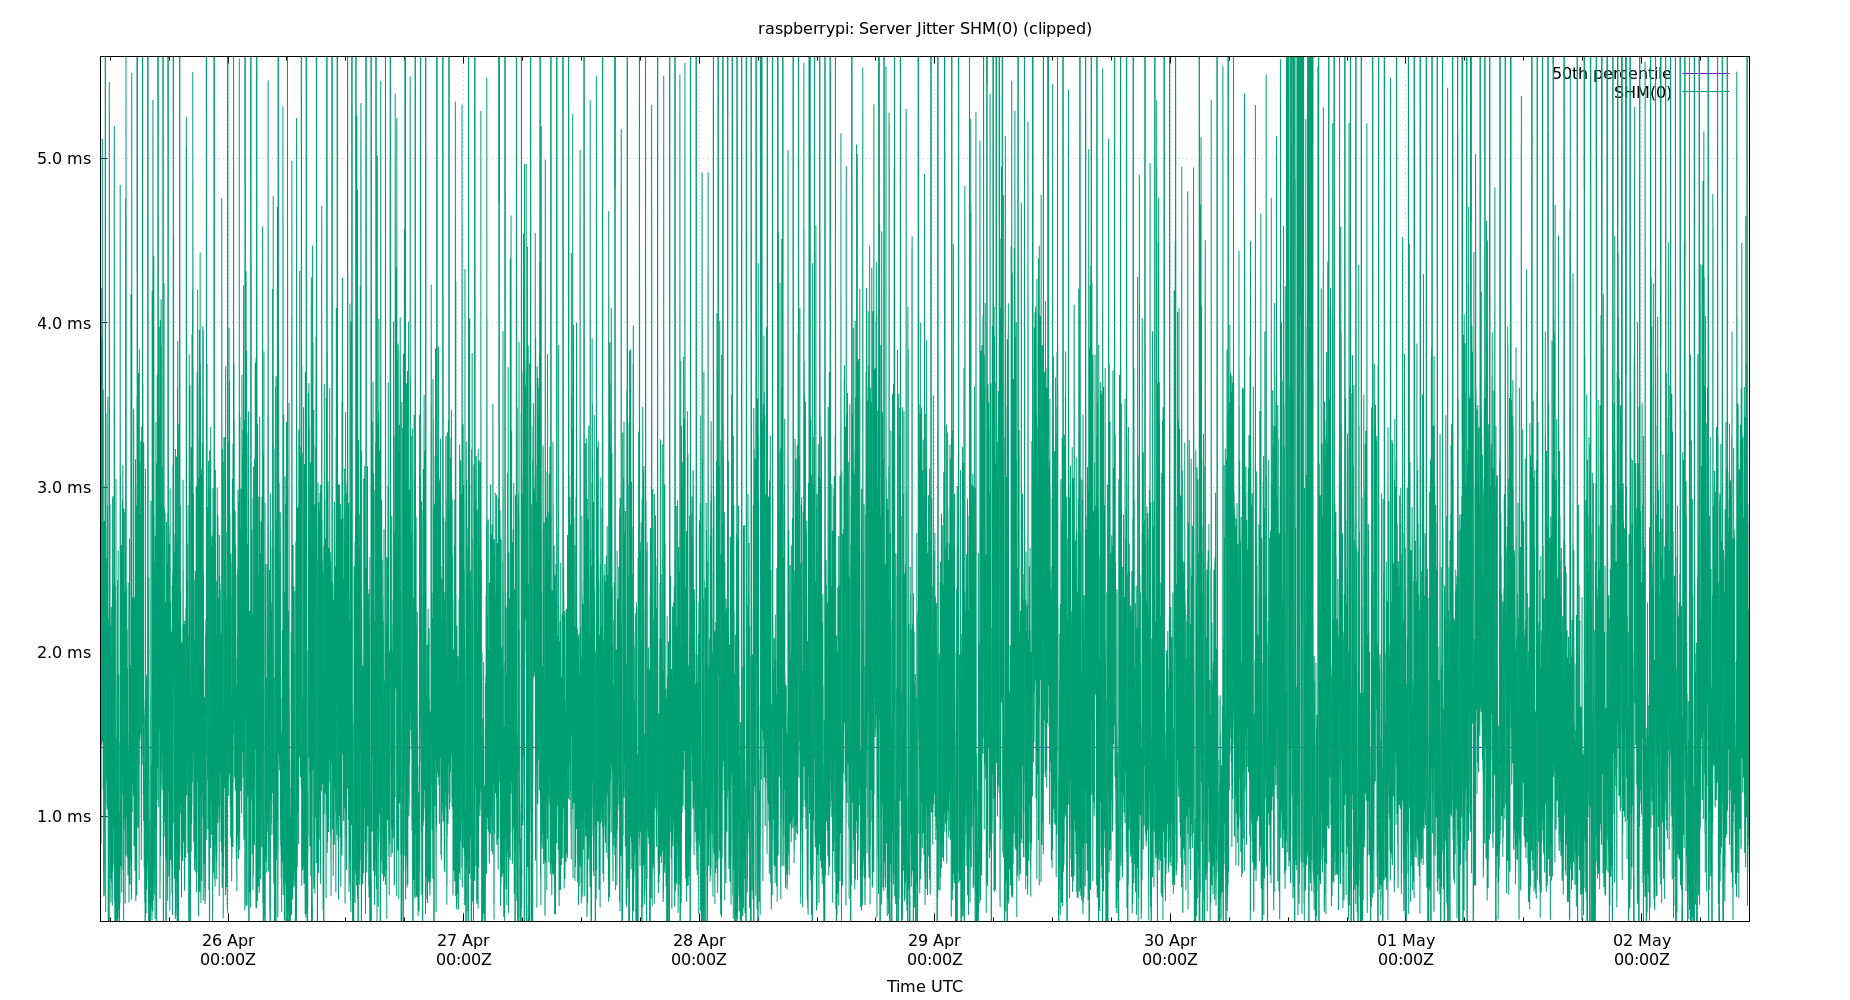 raspberrypi: Server Jitter SHM(0) (clipped)
50th percentile
SHM(0)
5.0 ms
4.0 ms
3.0 ms
2.0 ms
1.0 ms
26 Apr 27 Apr 28 Apr 29 Apr 30 Apr 01 May 02 May
00:00Z 00:00Z 00:00Z 00:00Z 00:00Z 00:00Z 00:00Z
Time UTC